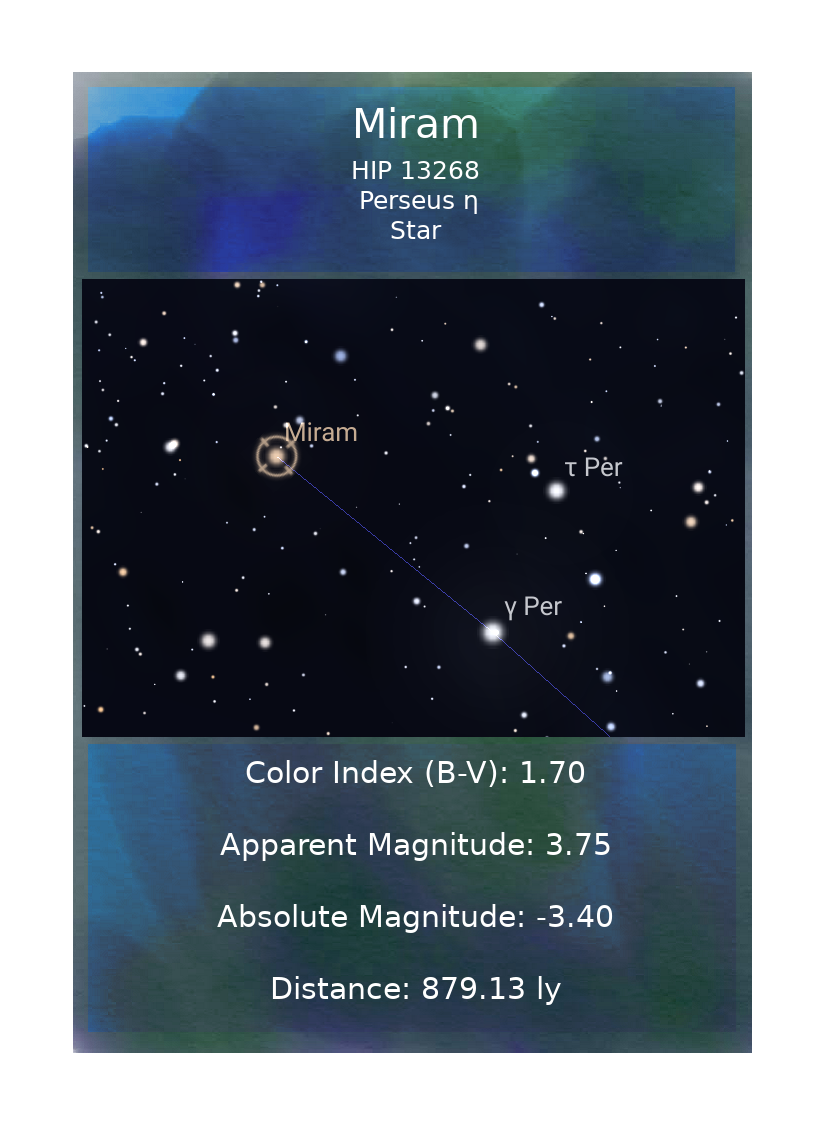 Miram
HIP 13268
Perseus η
Star
Miram
τ Per
γ Per
Color Index (B-V): 1.70
Apparent Magnitude: 3.75
Absolute Magnitude: -3.40
Distance: 879.13 ly